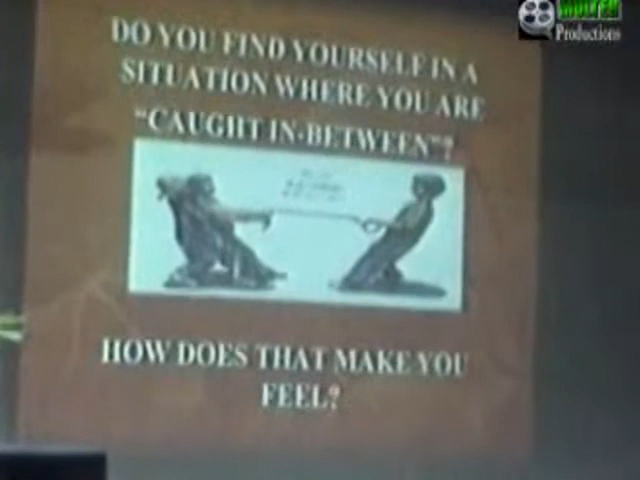 DO YOU FIND YOURSELF IN A
SITUATION WHERE YOU ARE
"CAUGHT IN-BETWEEN"?
HOW DOES THAT MAKE YOU
FEEL?
Productions